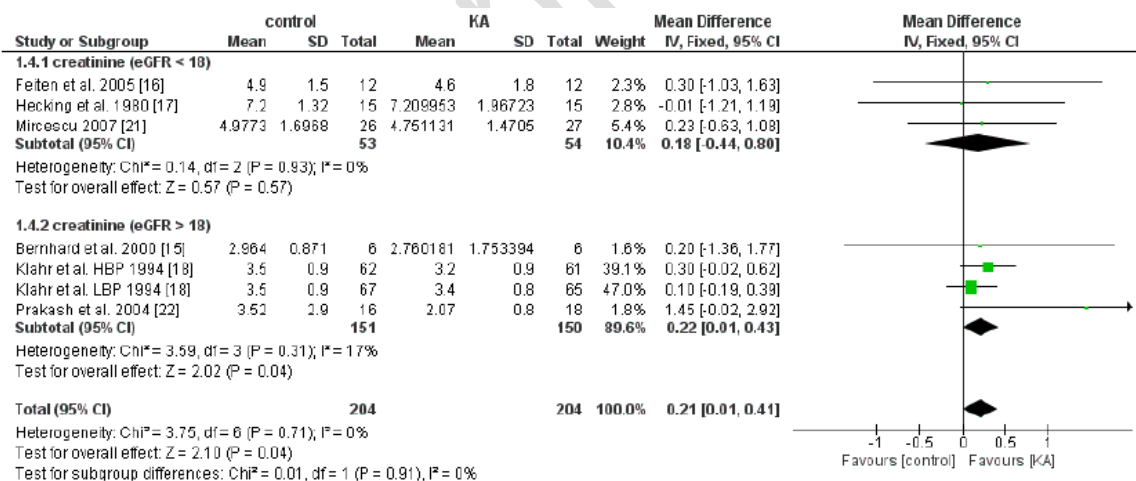 control KA Mean Difference Mean Difference
Study or Subgroup Mean SD Total Mean SD Total Weight IV, Fixed, 95% CI IV, Fixed, 95% CI
1.4.1 creatinine (eGFR < 18)
Feiten et al. 2005 [16] 4.9 1.5 12 4.6 1.8 12 2.3% 0.30 [-1.03, 1.63]
Hecking et al. 1980 [17] 7.2 1.32 15 7.209953 1.96723 15 2.8% -0.01 [-1.21, 1.19]
Mircescu 2007 [21] 4.9773 1.6968 26 4.751131 1.4705 27 5.4% 0.23 [-0.63, 1.08]
Subtotal (95% CI) 53 54 10.4% 0.18 [-0.44, 0.80]
Heterogeneity: Chi² = 0.14, df = 2 (P = 0.93); I² = 0%
Test for overall effect: Z = 0.57 (P = 0.57)
1.4.2 creatinine (eGFR > 18)
Bernhard et al. 2000 [15] 2.964 0.871 6 2.760181 1.753394 6 1.6% 0.20 [-1.36, 1.77]
Klahr et al. HBP 1994 [18] 3.5 0.9 62 3.2 0.9 61 39.1% 0.30 [-0.02, 0.62]
Klahr et al. LBP 1994 [18] 3.5 0.9 67 3.4 0.8 65 47.0% 0.10 [-0.19, 0.39]
Prakash et al. 2004 [22] 3.52 2.9 16 2.07 0.8 18 1.8% 1.45 [-0.02, 2.92]
Subtotal (95% CI) 151 150 89.6% 0.22 [0.01, 0.43]
Heterogeneity: Chi² = 3.59, df = 3 (P = 0.31); I² = 17%
Test for overall effect: Z = 2.02 (P = 0.04)
Total (95% CI) 204 204 100.0% 0.21 [0.01, 0.41]
Heterogeneity: Chi² = 3.75, df = 6 (P = 0.71); I² = 0%
Test for overall effect: Z = 2.10 (P = 0.04)
Test for subgroup differences: Chi² = 0.01, df = 1 (P = 0.91), I² = 0%
-1 -0.5 0 0.5 1
Favours [control] Favours [KA]